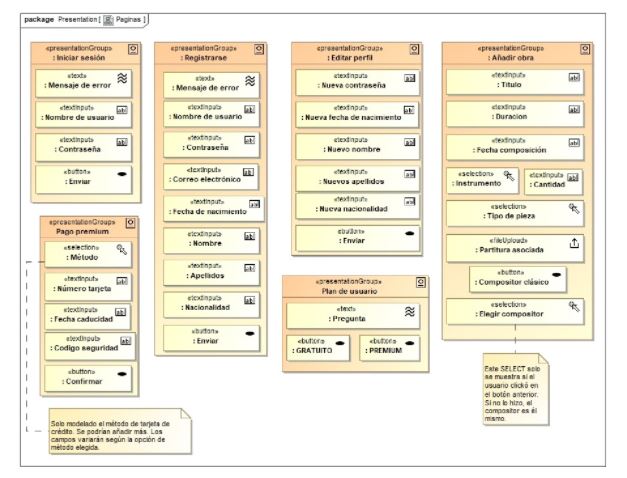 package Presentation [ Paginas ]
«presentationGroup»
: Iniciar sesión
«text»
: Mensaje de error
«textInput»
: Nombre de usuario
«textInput»
: Contraseña
«button»
: Enviar
«presentationGroup»
: Registrarse
«text»
: Mensaje de error
«textInput»
: Nombre de usuario
«textInput»
: Contraseña
«textInput»
: Correo electrónico
«textInput»
: Fecha de nacimiento
«textInput»
: Nombre
«textInput»
: Apellidos
«textInput»
: Nacionalidad
«button»
: Enviar
«presentationGroup»
: Editar perfil
«textInput»
: Nueva contraseña
«textInput»
: Nueva fecha de nacimiento
«textInput»
: Nuevo nombre
«textInput»
: Nuevos apellidos
«textInput»
: Nueva nacionalidad
«button»
: Enviar
«presentationGroup»
: Añadir obra
«textInput»
: Titulo
«textInput»
: Duracion
«textInput»
: Fecha composición
«selection»
: Instrumento
«textInput»
: Cantidad
«selection»
: Tipo de pieza
«fileUpload»
: Partitura asociada
«button»
: Compositor clásico
«selection»
: Elegir compositor
«presentationGroup»
Pago premium
«selection»
: Método
«textInput»
: Número tarjeta
«textInput»
: Fecha caducidad
«textInput»
: Codigo seguridad
«button»
: Confirmar
«presentationGroup»
Plan de usuario
«text»
: Pregunta
«button»
: GRATUITO
«button»
: PREMIUM
Este SELECT solo
se muestra si el
usuario clickó en
el botón anterior.
Si no lo hizo, el
compositor es él
mismo.
Solo modelado el método de tarjeta de
crédito. Se podrían añadir más. Los
campos variarán según la opción de
método elegida.